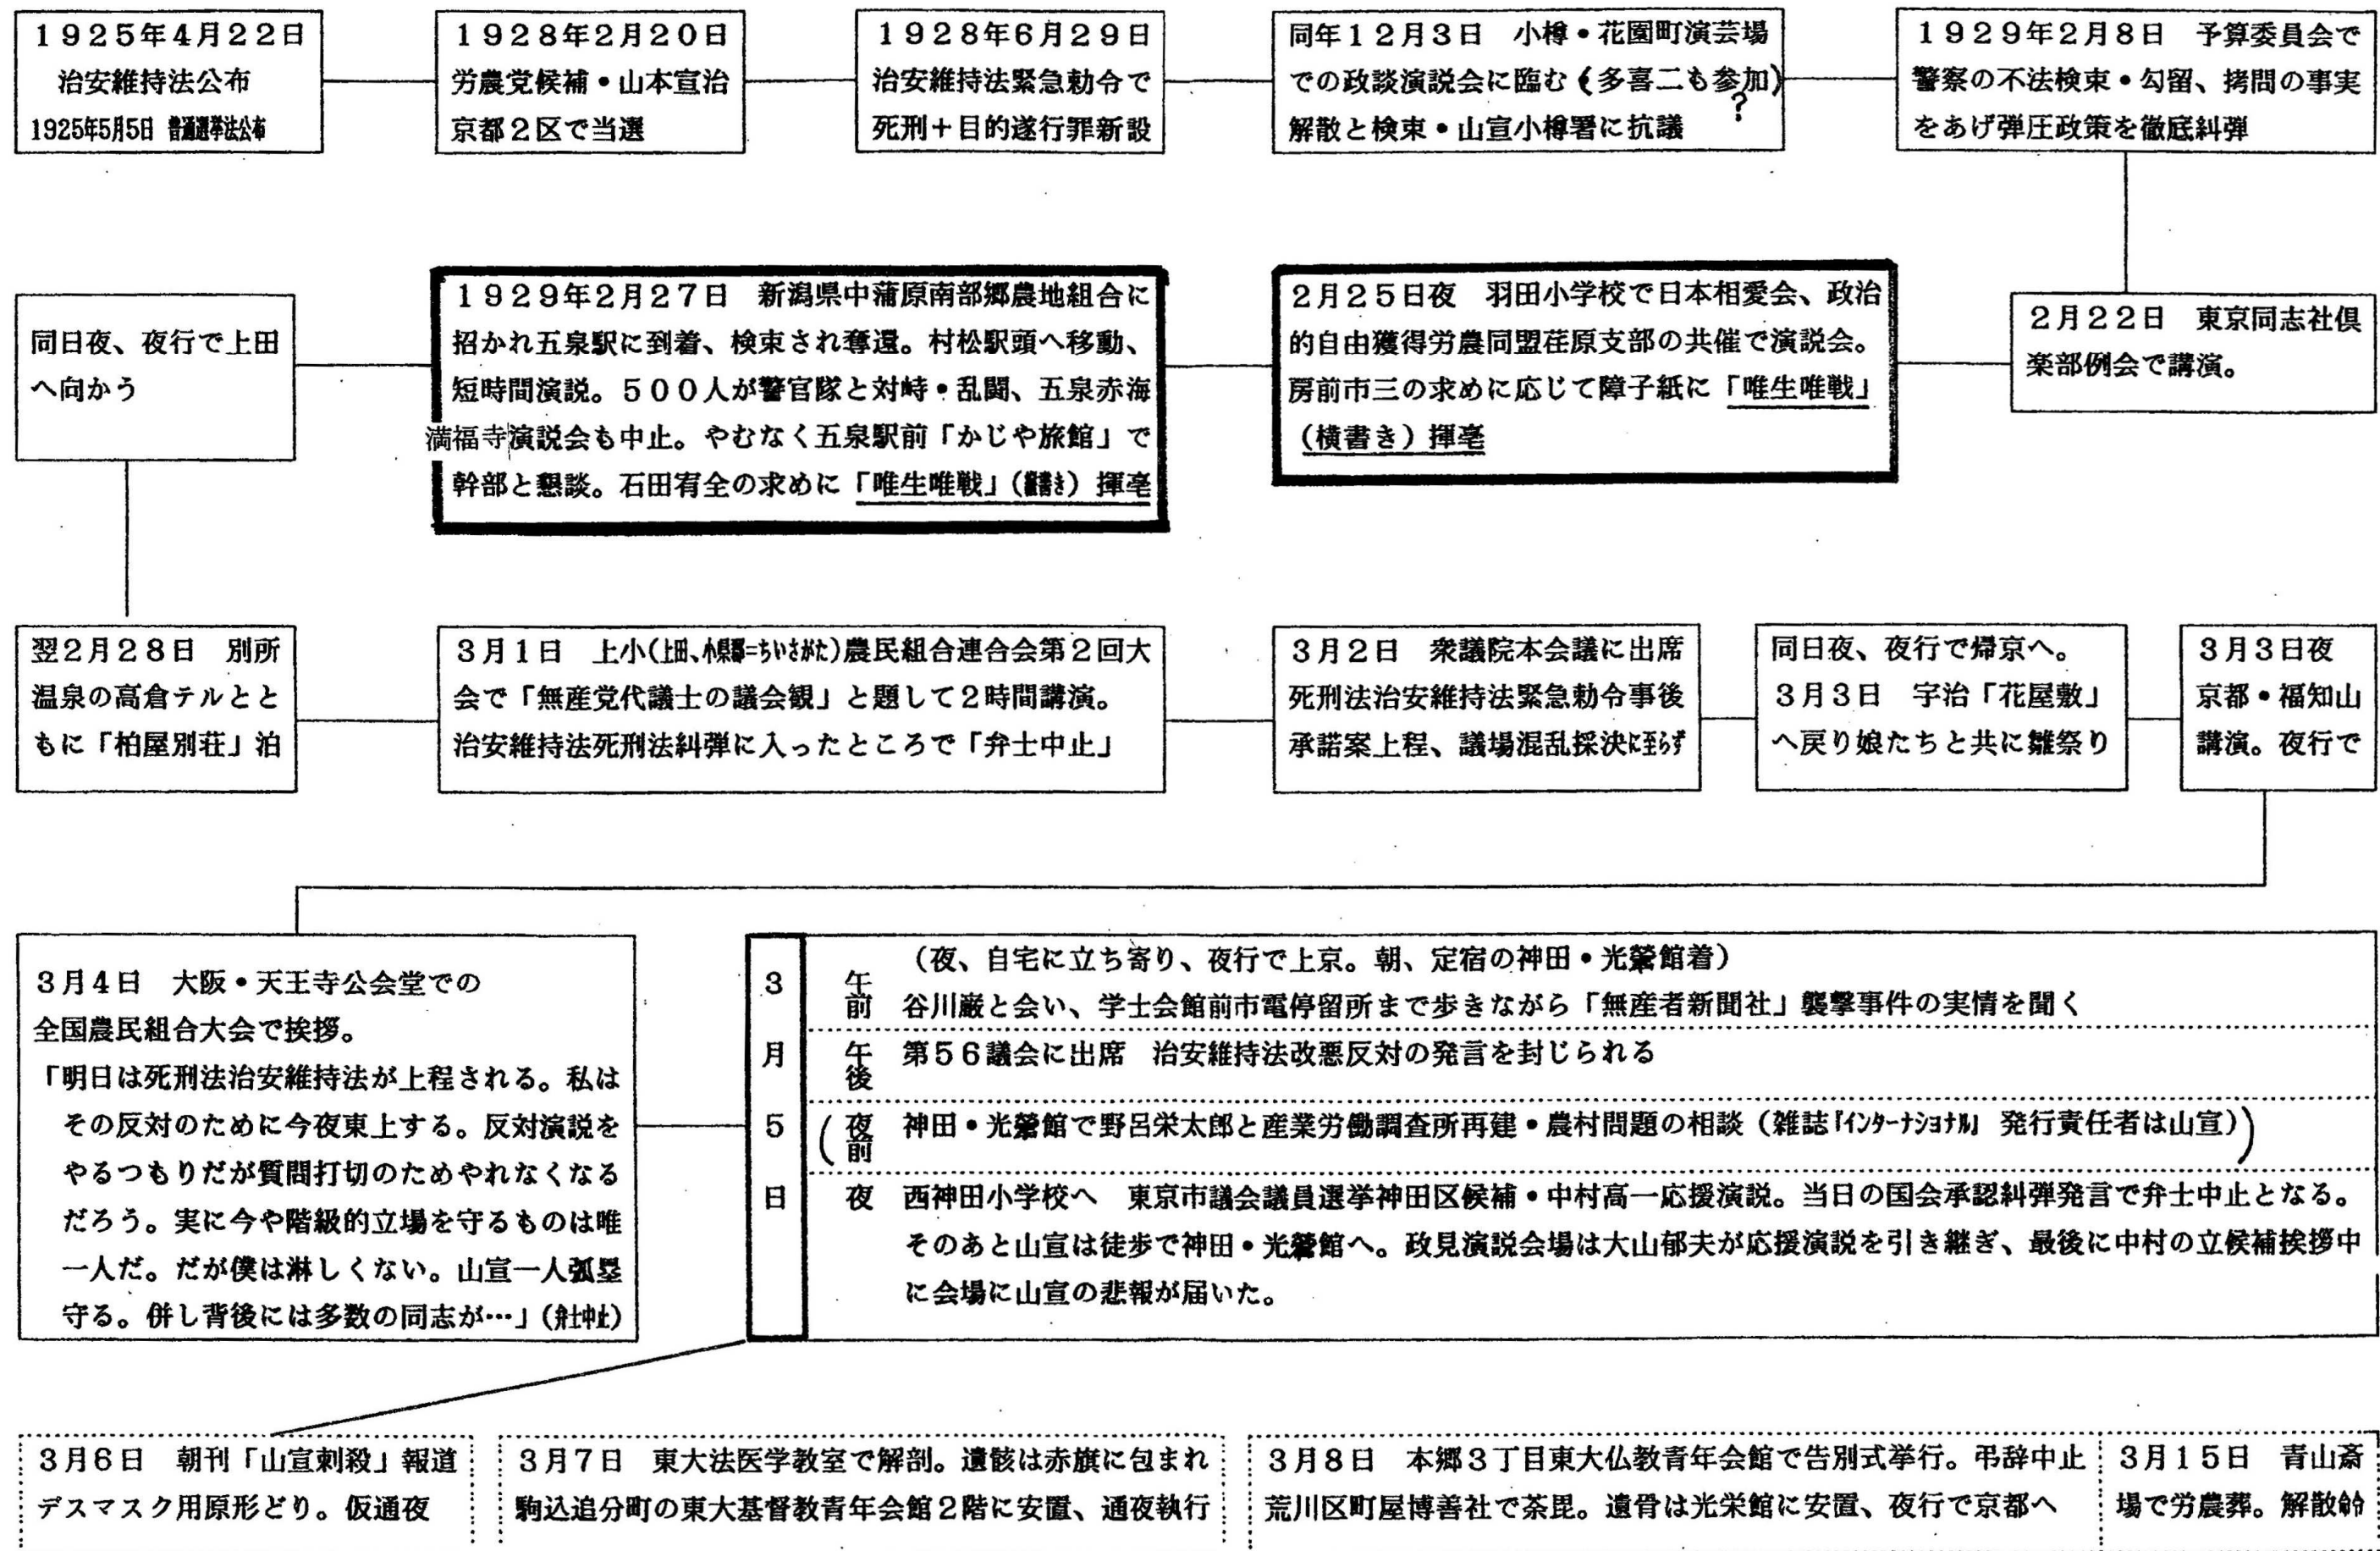 1925年4月22日
治安維持法公布
1925年5月5日 普通選挙法公布
1928年2月20日
労農党候補・山本宣治
京都2区で当選
1928年6月29日
治安維持法緊急勅令で
死刑+目的遂行罪新設
同年12月3日 小樽・花園町演芸場
での政談演説会に臨む(多喜二も参加)
?
解散と検束・山宣小樽署に抗議
1929年2月8日 予算委員会で
警察の不法検束・勾留、拷問の事実
をあげ弾圧政策を徹底糾弾
2月22日 東京同志社倶
楽部例会で講演。
2月25日夜 羽田小学校で日本相愛会、政治
的自由獲得労農同盟荏原支部の共催で演説会。
房前市三の求めに応じて障子紙に「唯生唯戦」
(横書き)揮毫
1929年2月27日 新潟県中蒲原南部郷農地組合に
招かれ五泉駅に到着、検束され奪還。村松駅頭へ移動、
短時間演説。500人が警官隊と対峙・乱闘、五泉赤海
満福寺演説会も中止。やむなく五泉駅前「かじや旅館」で
幹部と懇談。石田宥全の求めに「唯生唯戦」(書き)揮毫
同日夜、夜行で上田
へ向かう
翌2月28日 別所
温泉の高倉テルとと
もに「柏屋別荘」泊
3月1日 上小(上田、小県郡=ちいさがた)農民組合連合会第2回大
会で「無産党代議士の議会観」と題して2時間講演。
治安維持法死刑法糾弾に入ったところで「弁士中止」
3月2日 衆議院本会議に出席
死刑法治安維持法緊急勅令事後
承諾案上程、議場混乱採決に至らず
同日夜、夜行で帰京へ。
3月3日 宇治「花屋敷」
へ戻り娘たちと共に雛祭り
3月3日夜
京都・福知山
講演。夜行で
3月4日 大阪・天王寺公会堂での
全国農民組合大会で挨拶。
「明日は死刑法治安維持法が上程される。私は
その反対のために今夜東上する。反対演説を
やるつもりだが質問打切のためやれなくなる
だろう。実に今や階級的立場を守るものは唯
一人だ。だが僕は淋しくない。山宣一人孤塁
守る。併し背後には多数の同志が…」(弁士中止)
3月5日
午前 (夜、自宅に立ち寄り、夜行で上京。朝、定宿の神田・光榮館着)
谷川巌と会い、学士会館前市電停留所まで歩きながら「無産者新聞社」襲撃事件の実情を聞く
午後 第56議会に出席 治安維持法改悪反対の発言を封じられる
(夜前 神田・光榮館で野呂栄太郎と産業労働調査所再建・農村問題の相談(雑誌「インターナショナル」発行責任者は山宣))
夜 西神田小学校へ 東京市議会議員選挙神田区候補・中村高一応援演説。当日の国会承認糾弾発言で弁士中止となる。
そのあと山宣は徒歩で神田・光榮館へ。政見演説会場は大山郁夫が応援演説を引き継ぎ、最後に中村の立候補挨拶中
に会場に山宣の悲報が届いた。
3月6日 朝刊「山宣刺殺」報道
デスマスク用原形どり。仮通夜
3月7日 東大法医学教室で解剖。遺骸は赤旗に包まれ
駒込追分町の東大基督教青年会館2階に安置、通夜執行
3月8日 本郷3丁目東大仏教青年会館で告別式挙行。弔辞中止
荒川区町屋博善社で荼毘。遺骨は光栄館に安置、夜行で京都へ
3月15日 青山斎
場で労農葬。解散命令